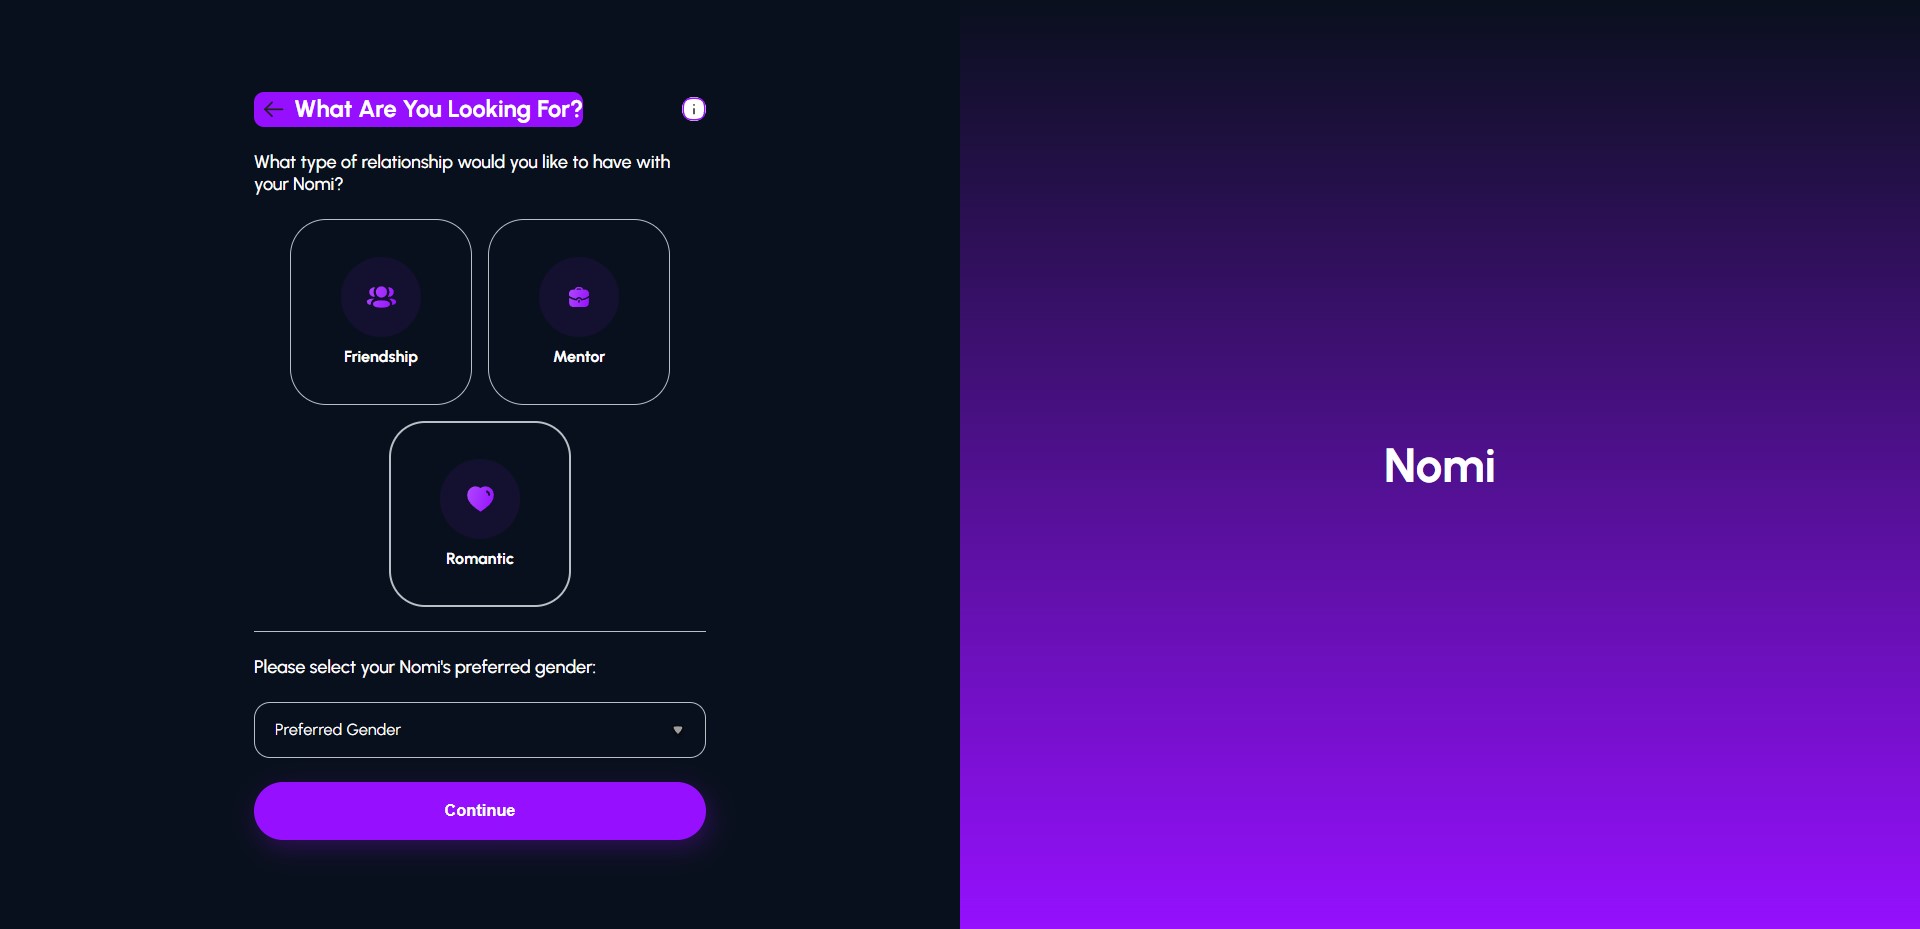 What Are You Looking For?
What type of relationship would you like to have with
your Nomi?
Friendship
Mentor
Romantic
Please select your Nomi's preferred gender:
Preferred Gender
Continue
Nomi